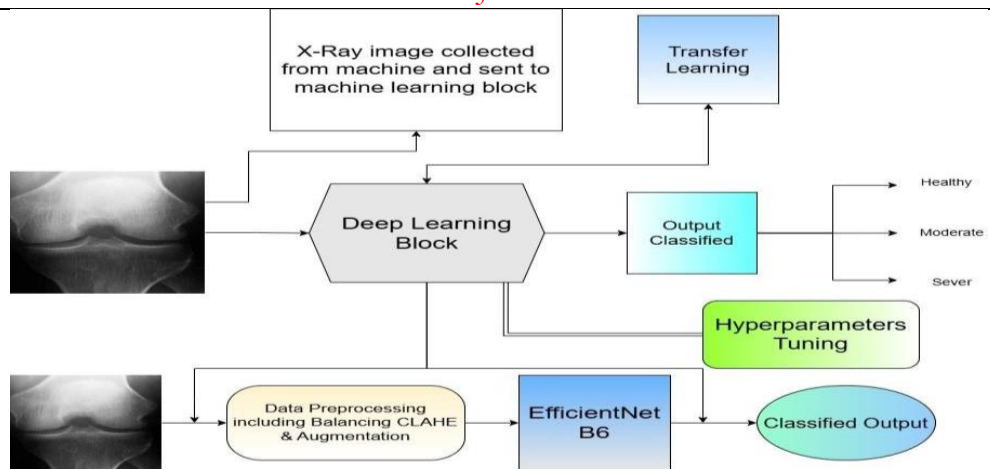 X-Ray image collected
from machine and sent to
machine learning block
Transfer
Learning
Deep Learning
Block
Output
Classified
Healthy
Moderate
Sever
Hyperparameters
Tuning
Data Preprocessing
including Balancing CLAHE
& Augmentation
EfficientNet
B6
Classified Output